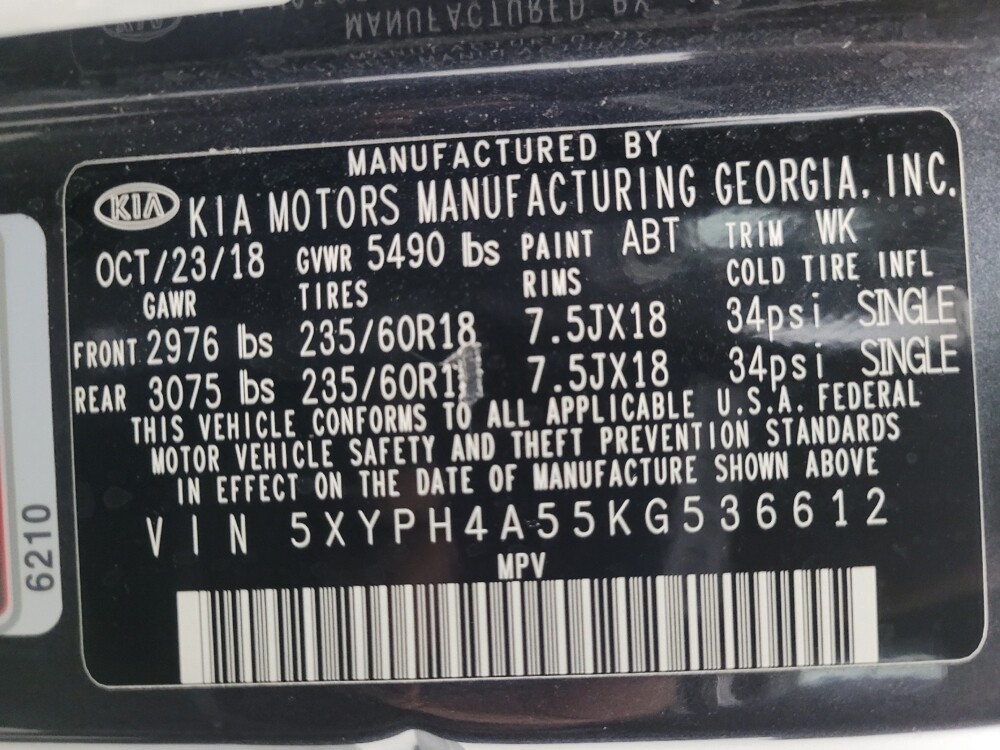 MANUFACTURED BY
MANUFACTURED BY
KIA KIA MOTORS MANUFACTURING GEORGIA, INC.
OCT/23/18 GVWR 5490 lbs PAINT ABT TRIM WK
GAWR TIRES RIMS COLD TIRE INFL
FRONT 2976 lbs 235/60R18 7.5JX18 34psi SINGLE
REAR 3075 lbs 7.5JX18 34psi SINGLE
THIS VEHICLE CONFORMS TO ALL APPLICABLE U.S.A. FEDERAL
MOTOR VEHICLE SAFETY AND THEFT PREVENTION STANDARDS
IN EFFECT ON THE DATE OF MANUFACTURE SHOWN ABOVE
VIN 5XYPH4A55KG536612
MPV
6210